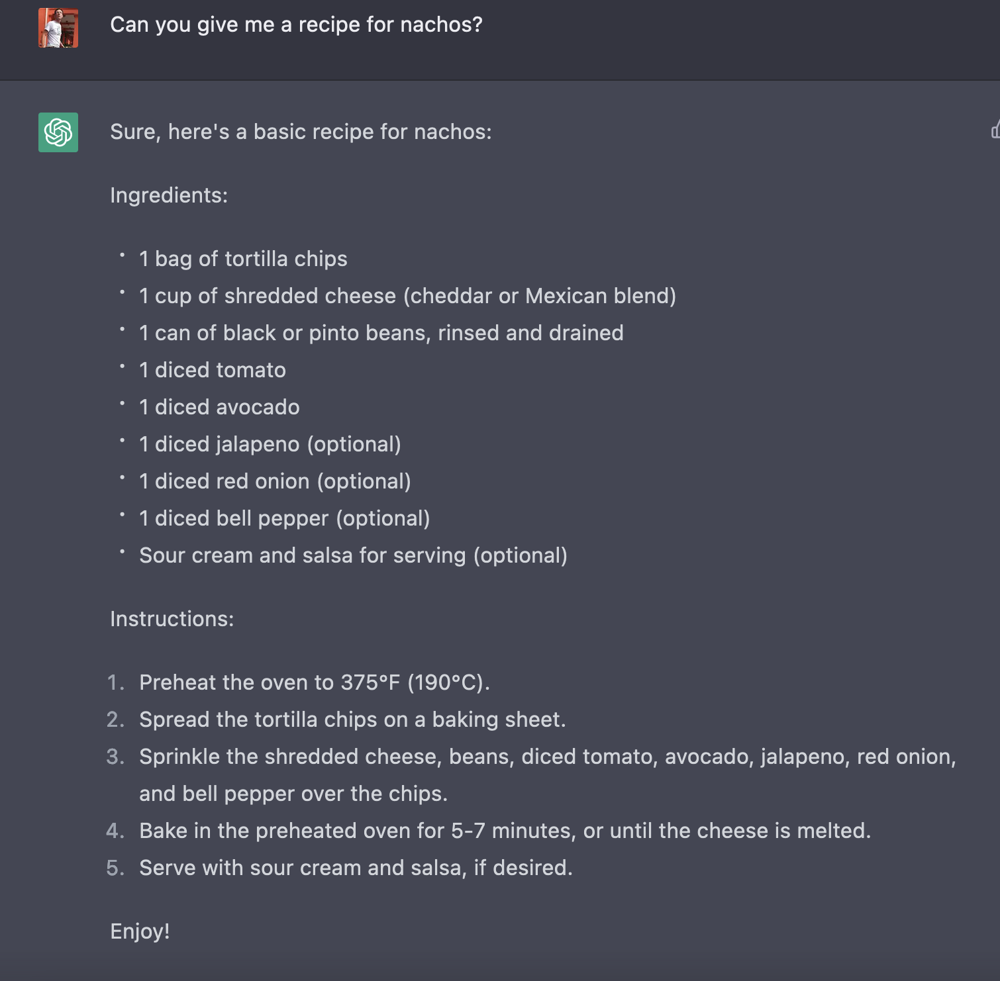 Can you give me a recipe for nachos?
Sure, here's a basic recipe for nachos:
Ingredients:
• 1 bag of tortilla chips
• 1 cup of shredded cheese (cheddar or Mexican blend)
• 1 can of black or pinto beans, rinsed and drained
• 1 diced tomato
• 1 diced avocado
• 1 diced jalapeno (optional)
• 1 diced red onion (optional)
• 1 diced bell pepper (optional)
• Sour cream and salsa for serving (optional)
Instructions:
1. Preheat the oven to 375°F (190°C).
2. Spread the tortilla chips on a baking sheet.
3. Sprinkle the shredded cheese, beans, diced tomato, avocado, jalapeno, red onion,
and bell pepper over the chips.
4. Bake in the preheated oven for 5-7 minutes, or until the cheese is melted.
5. Serve with sour cream and salsa, if desired.
Enjoy!